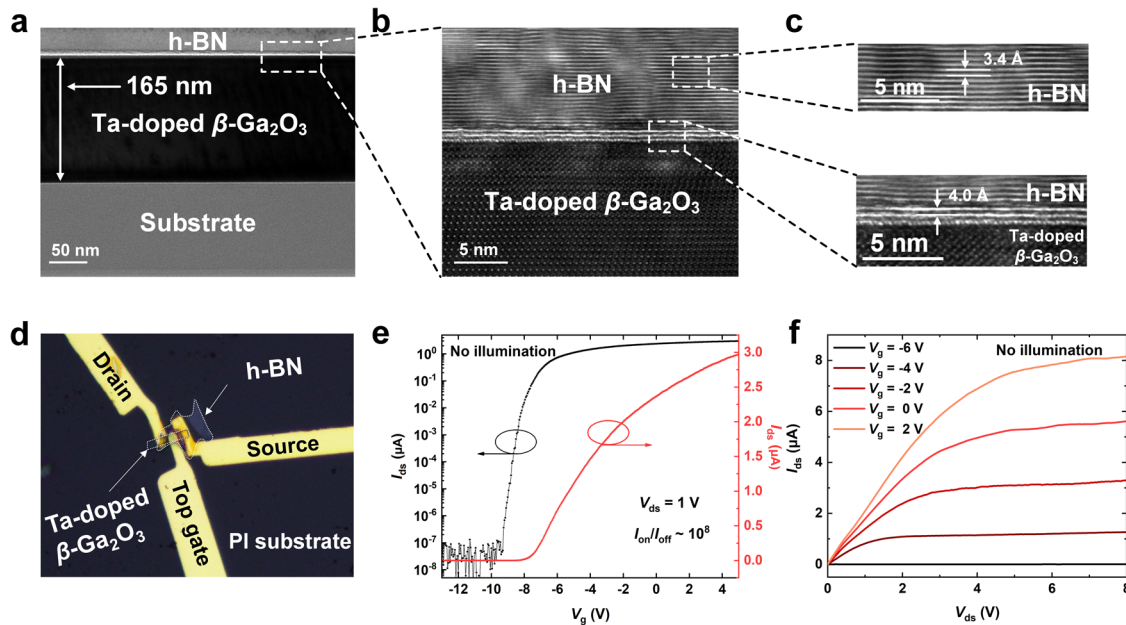 a
h-BN
165 nm
Ta-doped β-Ga₂O₃
Substrate
50 nm
b
h-BN
Ta-doped β-Ga₂O₃
5 nm
c
3.4 Å
5 nm
h-BN
4.0 Å
h-BN
5 nm
Ta-doped
β-Ga₂O₃
d
Drain
h-BN
Source
Ta-doped
β-Ga₂O₃
Top gate
PI substrate
e
No illumination
10⁰
10⁻¹
10⁻²
10⁻³
10⁻⁴
10⁻⁵
10⁻⁶
10⁻⁷
10⁻⁸
Ids (μA)
3.0
2.5
2.0
1.5
1.0
0.5
0.0
Ids (μA)
Vds = 1 V
Ion/Ioff ~ 10⁸
-12 -10 -8 -6 -4 -2 0 2 4
Vg (V)
f
No illumination
Vg = -6 V
Vg = -4 V
Vg = -2 V
Vg = 0 V
Vg = 2 V
8
6
4
2
0
Ids (μA)
0 2 4 6 8
Vds (V)